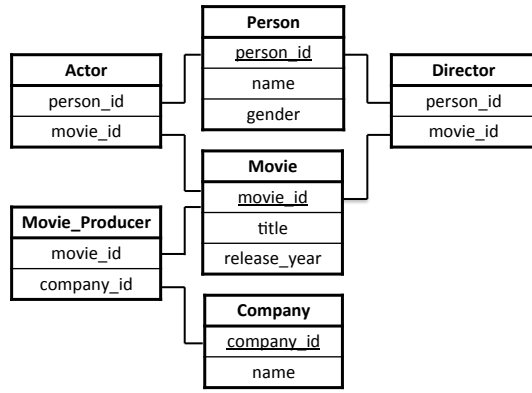 Person
person_id
name
gender
Actor
person_id
movie_id
Director
person_id
movie_id
Movie
movie_id
title
release_year
Movie_Producer
movie_id
company_id
Company
company_id
name